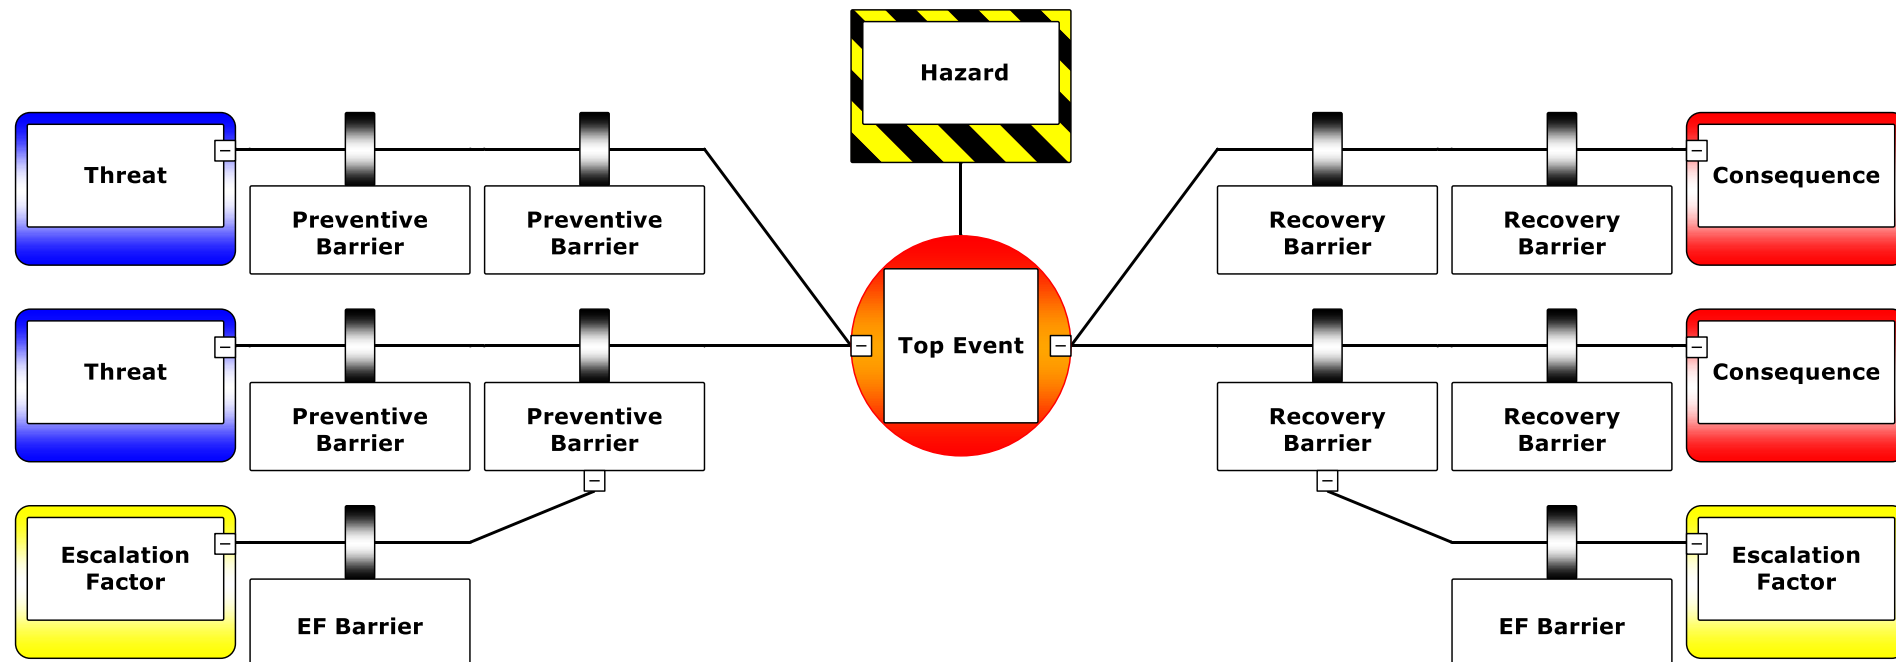 Hazard
Threat
Preventive
Barrier
Preventive
Barrier
Recovery
Barrier
Recovery
Barrier
Consequence
Threat
Preventive
Barrier
Preventive
Barrier
Top Event
Recovery
Barrier
Recovery
Barrier
Consequence
Escalation
Factor
EF Barrier
EF Barrier
Escalation
Factor